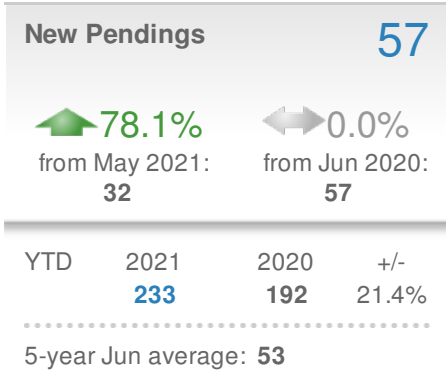 New Pendings 57
78.1% 0.0%
from May 2021: from Jun 2020:
32 57
YTD 2021 2020 +/-
233 192 21.4%
5-year Jun average: 53